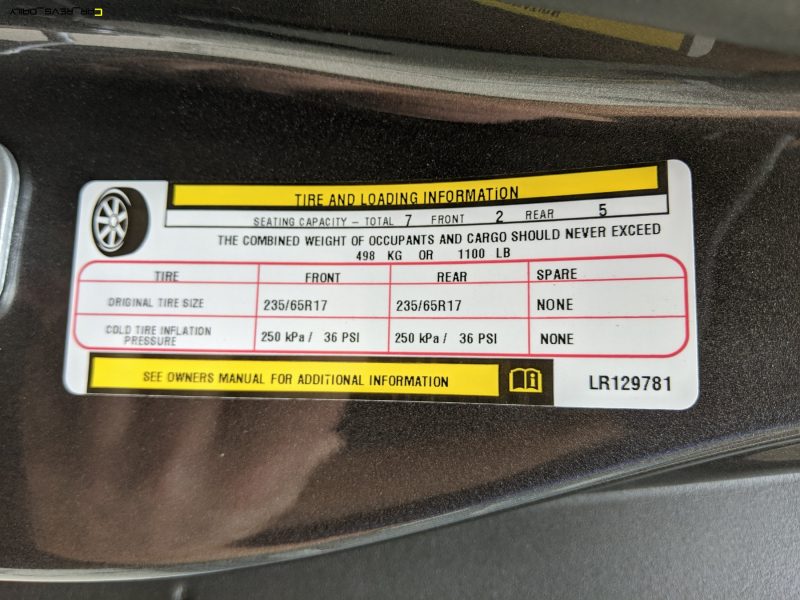 CAR_REVS_DAILY
TIRE AND LOADING INFORMATION
SEATING CAPACITY – TOTAL 7 FRONT 2 REAR 5
THE COMBINED WEIGHT OF OCCUPANTS AND CARGO SHOULD NEVER EXCEED
498 KG OR 1100 LB
TIRE FRONT REAR SPARE
ORIGINAL TIRE SIZE 235/65R17 235/65R17 NONE
COLD TIRE INFLATION
PRESSURE 250 kPa / 36 PSI 250 kPa / 36 PSI NONE
SEE OWNERS MANUAL FOR ADDITIONAL INFORMATION
LR129781